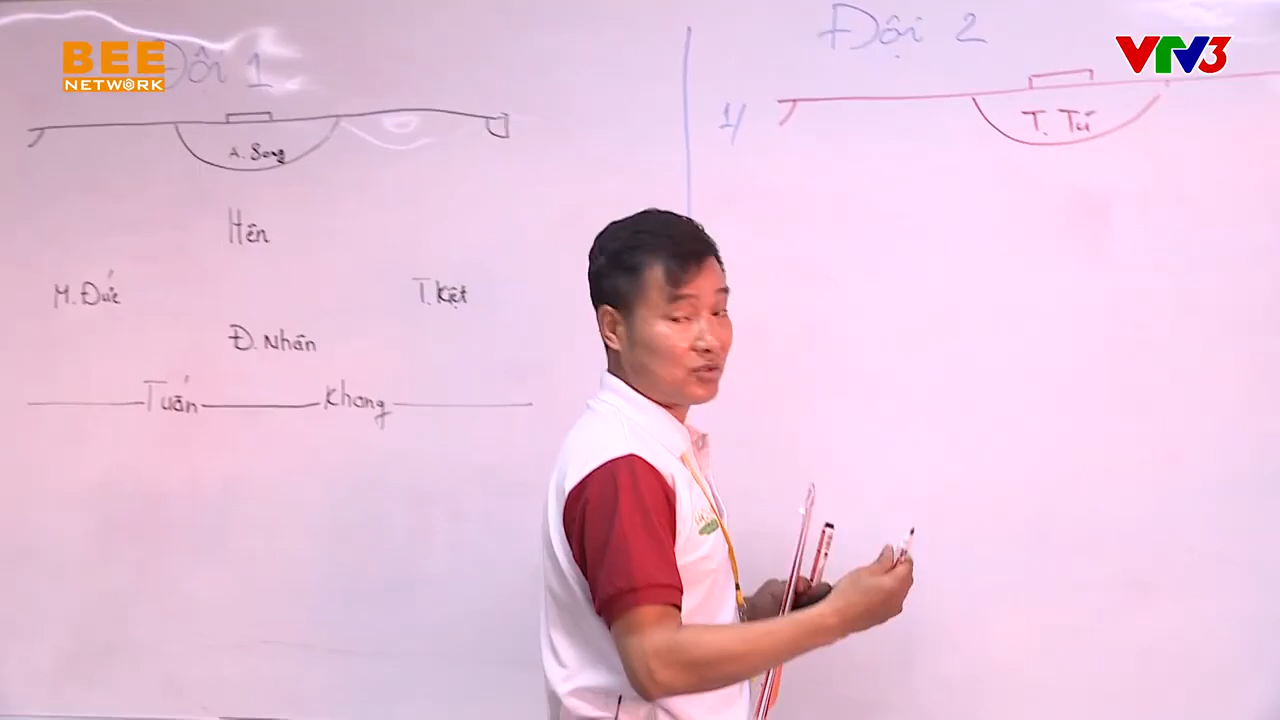 BEE
NETWORK
VTV3
Đội 1
A. Song
Hên
M. Đức
T. Kiệt
Đ. Nhân
Tuấn
Khang
Đội 2
1/
T. Tú